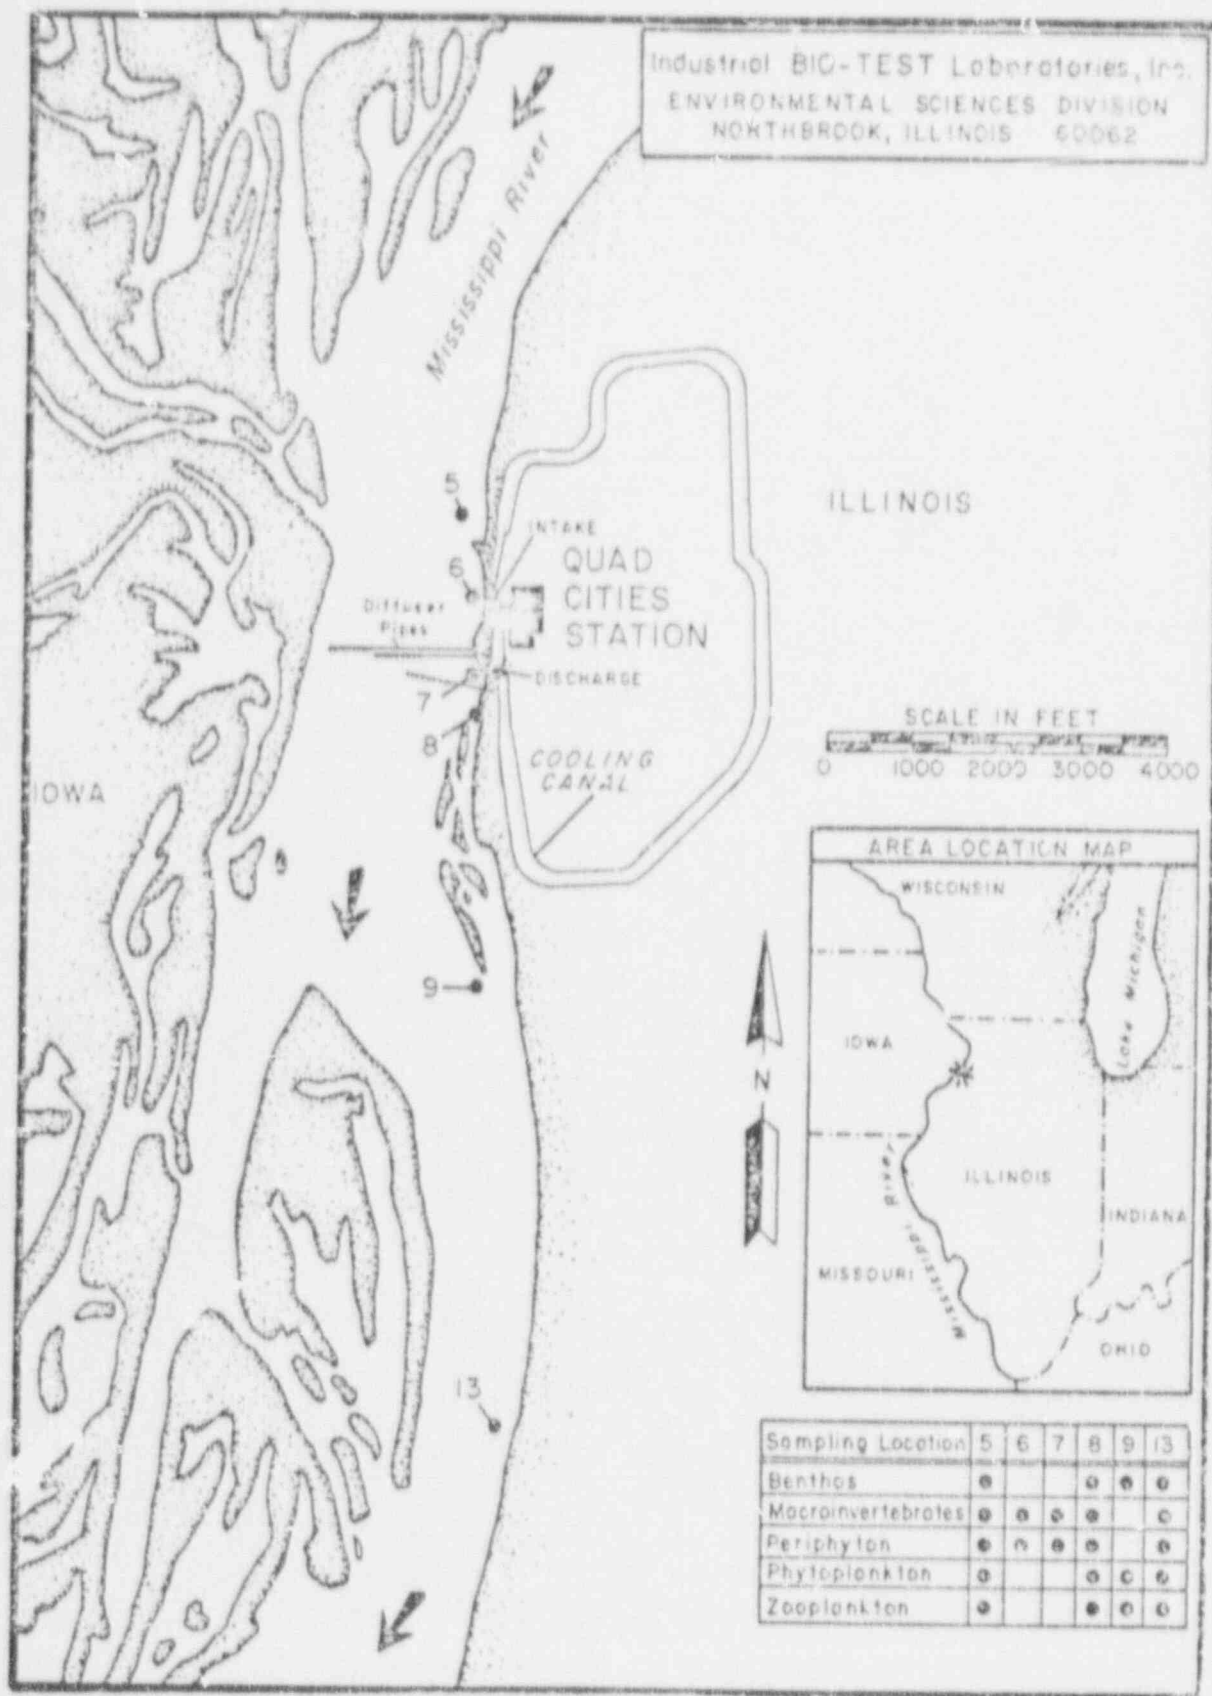 Industrial BIO-TEST Laboratories, Inc.
ENVIRONMENTAL SCIENCES DIVISION
NORTHBROOK, ILLINOIS 60062
Mississippi River
5
ILLINOIS
INTAKE
6
QUAD
CITIES
STATION
Diffuser
Pipes
DISCHARGE
7
8
COOLING
CANAL
IOWA
SCALE IN FEET
0 1000 2000 3000 4000
9
AREA LOCATION MAP
WISCONSIN
Lake Michigan
IOWA
N
ILLINOIS
INDIANA
MISSOURI
Mississippi River
OHIO
13
Sampling Location 5 6 7 8 9 13
Benthos
Macroinvertebrates
Periphyton
Phytoplankton
Zooplankton